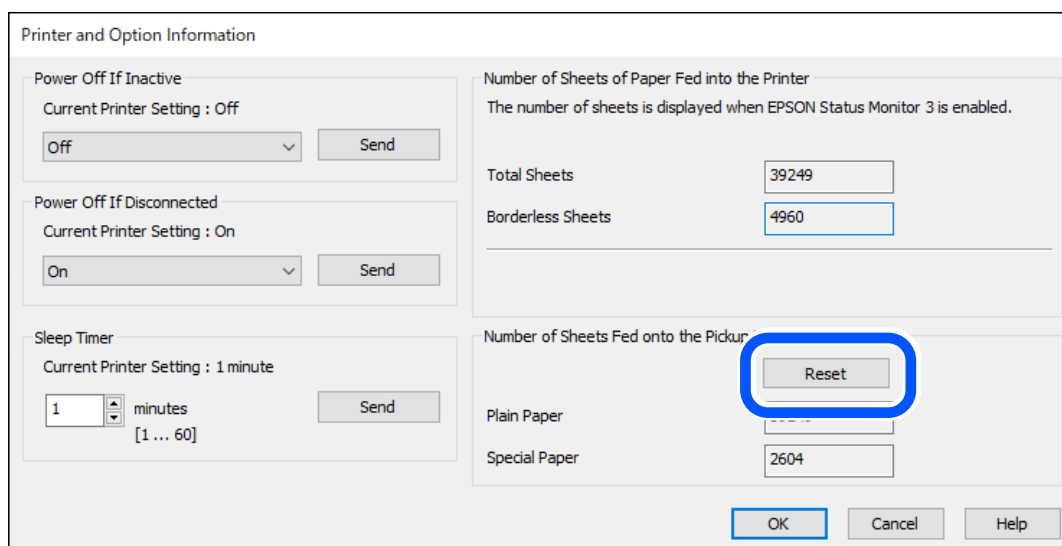 Printer and Option Information
Power Off If Inactive
Current Printer Setting : Off
Off
Send
Power Off If Disconnected
Current Printer Setting : On
On
Send
Sleep Timer
Current Printer Setting : 1 minute
1
minutes
[1 ... 60]
Send
Number of Sheets of Paper Fed into the Printer
The number of sheets is displayed when EPSON Status Monitor 3 is enabled.
Total Sheets
39249
Borderless Sheets
4960
Number of Sheets Fed onto the Pickup
Reset
Plain Paper
Special Paper
2604
OK
Cancel
Help